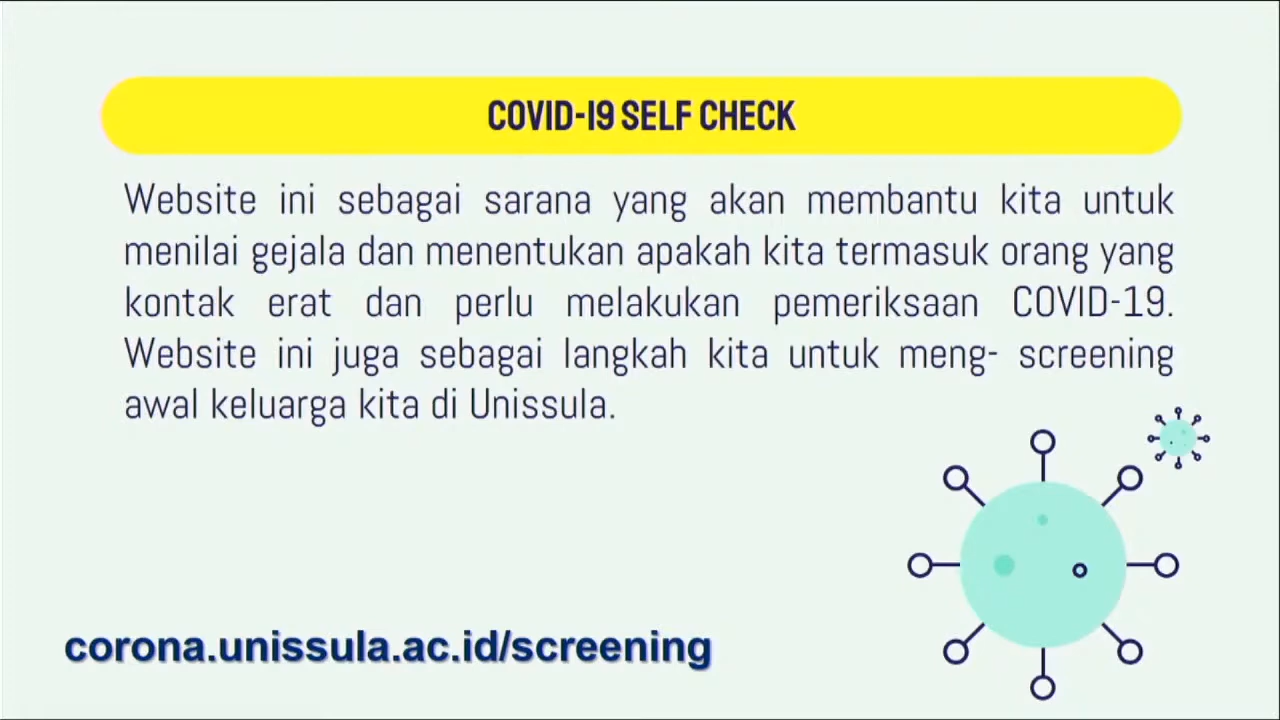 COVID-19 SELF CHECK
Website ini sebagai sarana yang akan membantu kita untuk
menilai gejala dan menentukan apakah kita termasuk orang yang
kontak erat dan perlu melakukan pemeriksaan COVID-19.
Website ini juga sebagai langkah kita untuk meng- screening
awal keluarga kita di Unissula.
corona.unissula.ac.id/screening